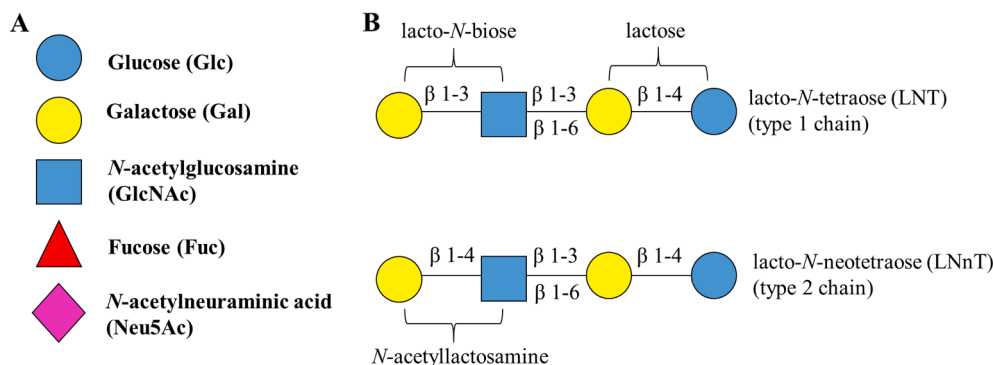 A
Glucose (Glc)
Galactose (Gal)
N-acetylglucosamine
(GlcNAc)
Fucose (Fuc)
N-acetylneuraminic acid
(Neu5Ac)
B
lacto-N-biose
lactose
β 1-3
β 1-3
β 1-6
β 1-4
lacto-N-tetraose (LNT)
(type 1 chain)
β 1-4
β 1-3
β 1-6
β 1-4
lacto-N-neotetraose (LNnT)
(type 2 chain)
N-acetyllactosamine